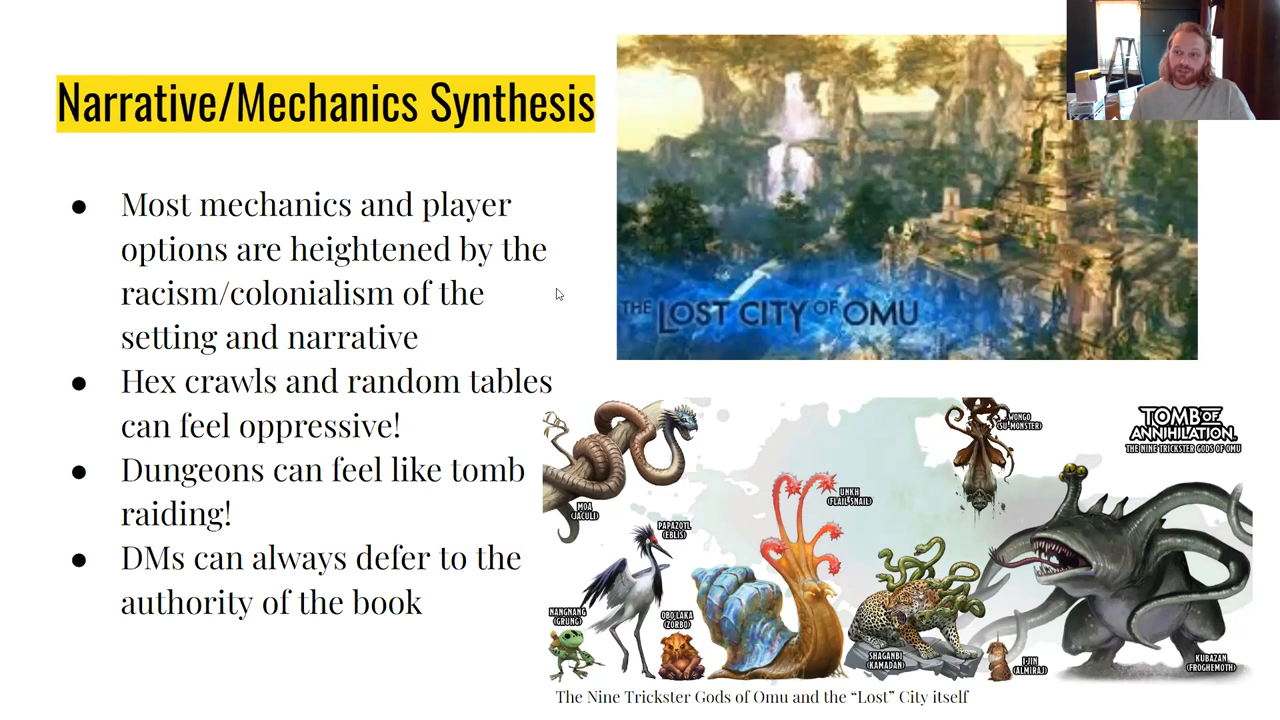 Narrative/Mechanics Synthesis
● Most mechanics and player
options are heightened by the
racism/colonialism of the
setting and narrative
● Hex crawls and random tables
can feel oppressive!
● Dungeons can feel like tomb
raiding!
● DMs can always defer to the
authority of the book
THE LOST CITY OF OMU
MOA
(JACULI)
PAPAZOTL
(EBLIS)
NANGNANG
(GRUNG)
OBO'LAKA
(ZORBO)
UNKH
(FLAIL SNAIL)
WONGO
(SU-MONSTER)
SHAGANBI
(KAMADAN)
I'JIN
(ALMIRAJ)
KUBAZAN
(FROGHEMOTH)
TOMB OF
ANNIHILATION.
THE NINE TRICKSTER GODS OF OMU
The Nine Trickster Gods of Omu and the “Lost” City itself